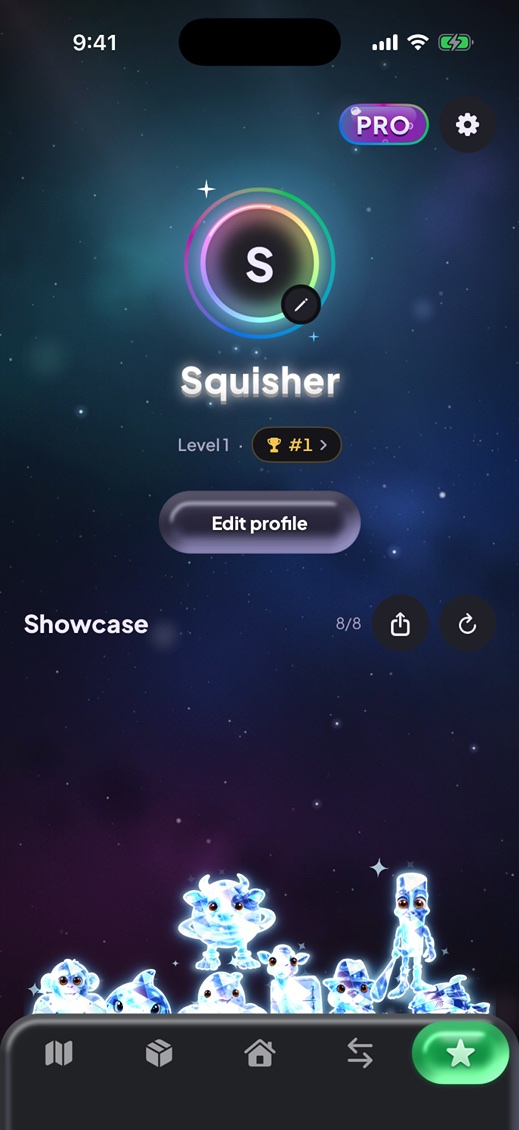 9:41
PRO
S
Squisher
Level 1 · #1
Edit profile
Showcase 8/8